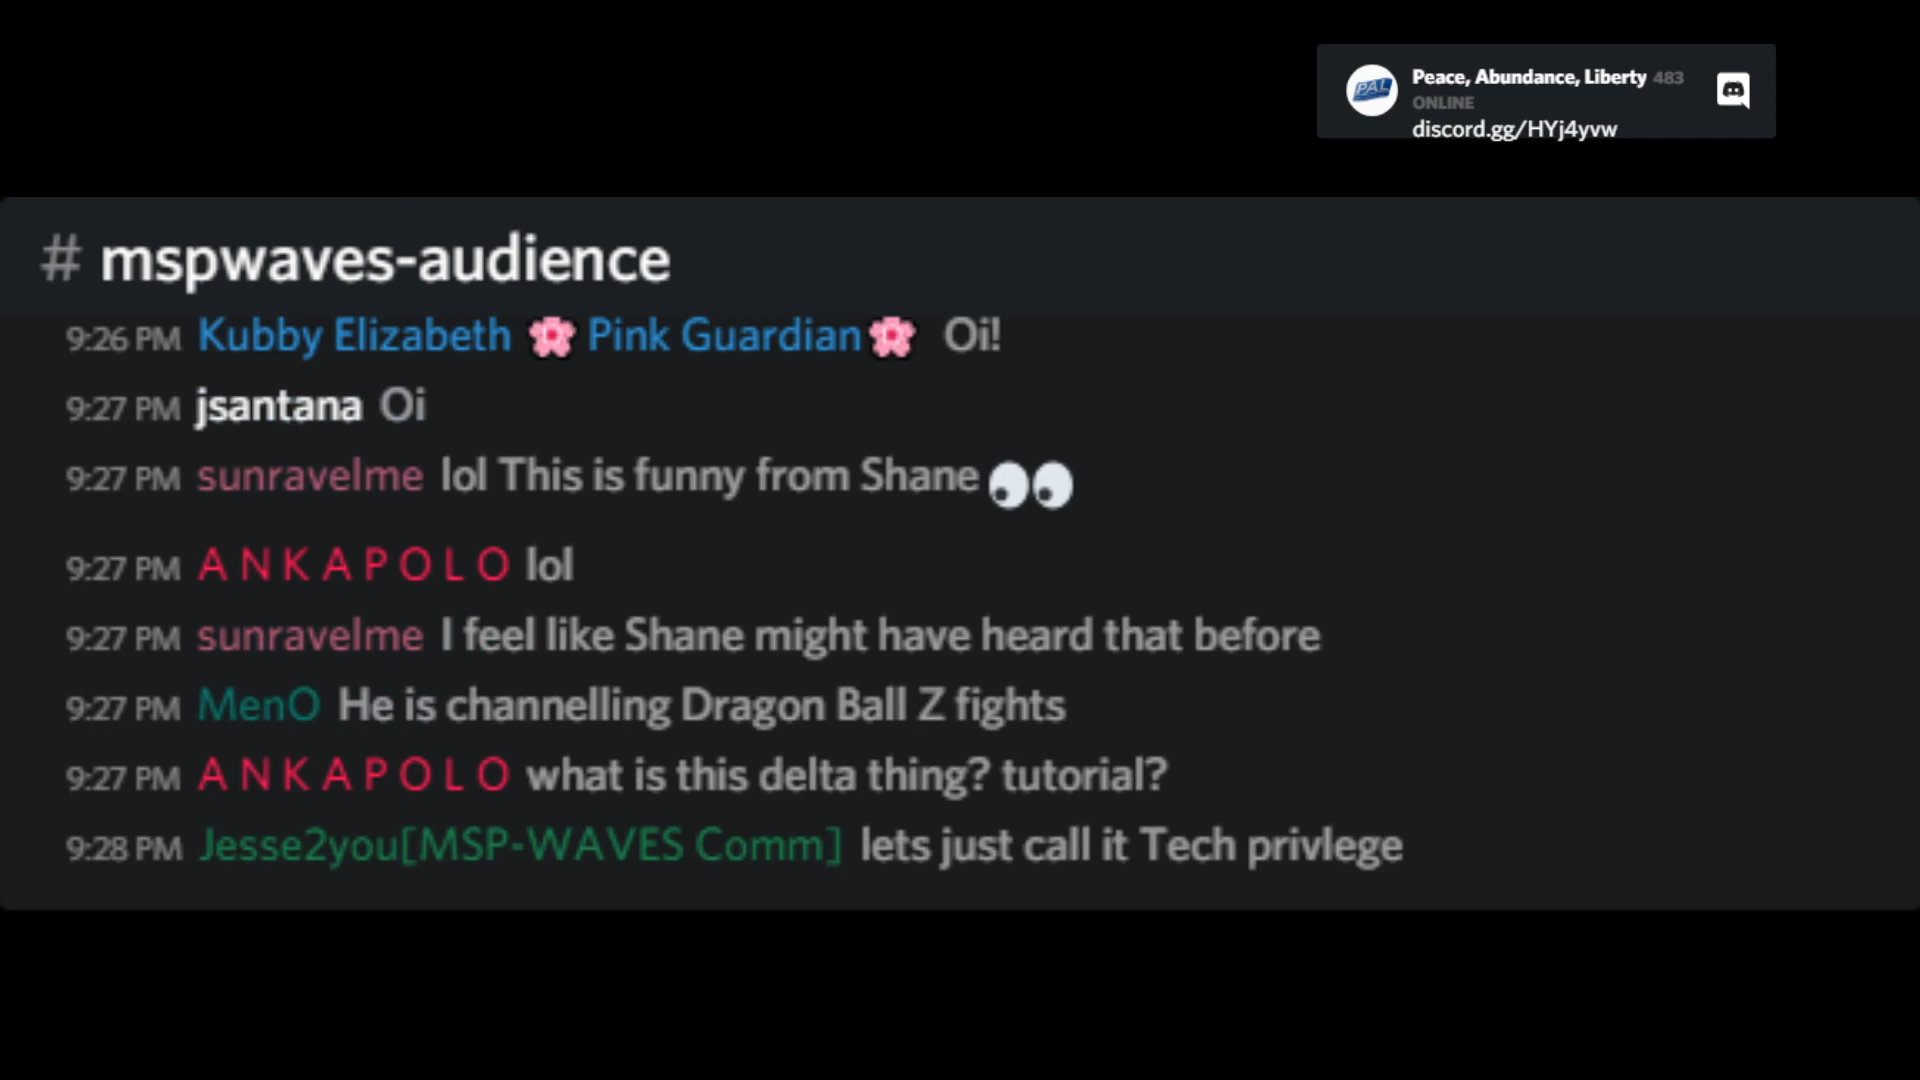 PAL
Peace, Abundance, Liberty 483
ONLINE
discord.gg/HYj4yvw
# mspwaves-audience
9:26 PM Kubby Elizabeth 🌸 Pink Guardian🌸 Oi!
9:27 PM jsantana Oi
9:27 PM sunravelme lol This is funny from Shane 👀
9:27 PM A N K A P O L O lol
9:27 PM sunravelme I feel like Shane might have heard that before
9:27 PM MenO He is channelling Dragon Ball Z fights
9:27 PM A N K A P O L O what is this delta thing? tutorial?
9:28 PM Jesse2you[MSP-WAVES Comm] lets just call it Tech privlege